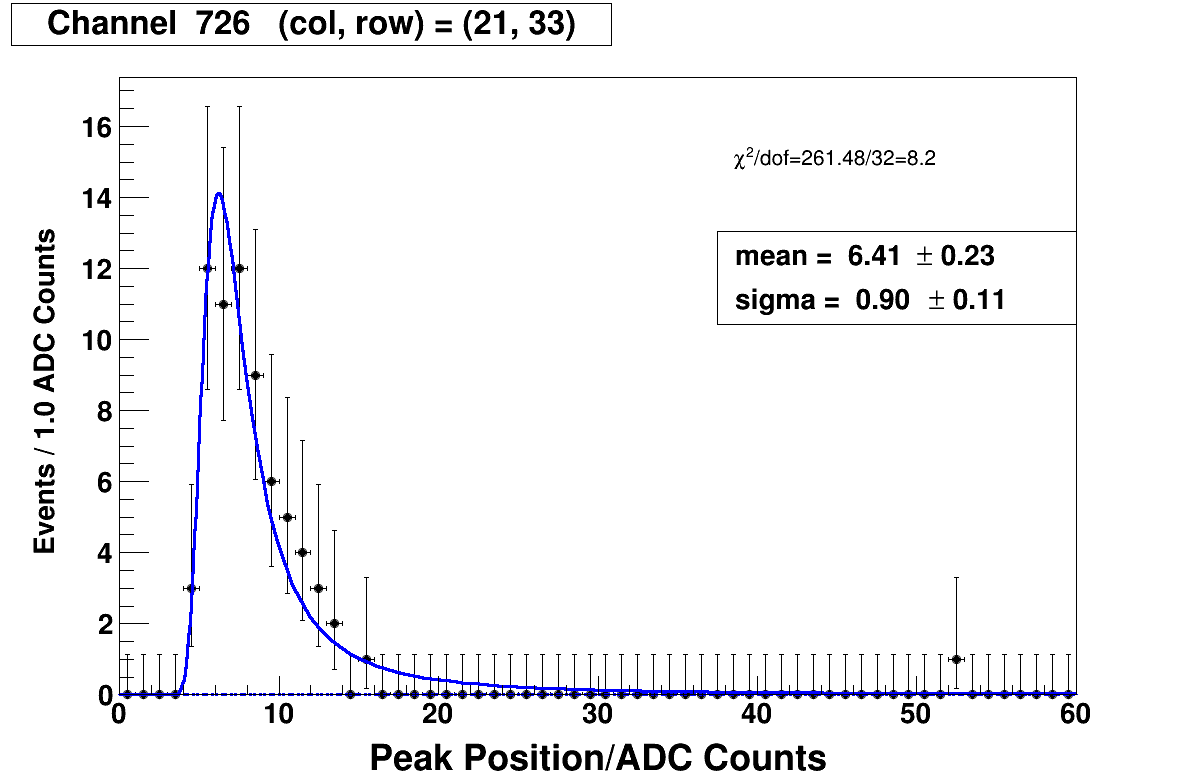 Channel  726   (col, row) = (21, 33)
χ²/dof=261.48/32=8.2
mean =  6.41  ± 0.23
sigma =  0.90  ± 0.11
Events / 1.0 ADC Counts
16
14
12
10
8
6
4
2
0
0 10 20 30 40 50 60
Peak Position/ADC Counts